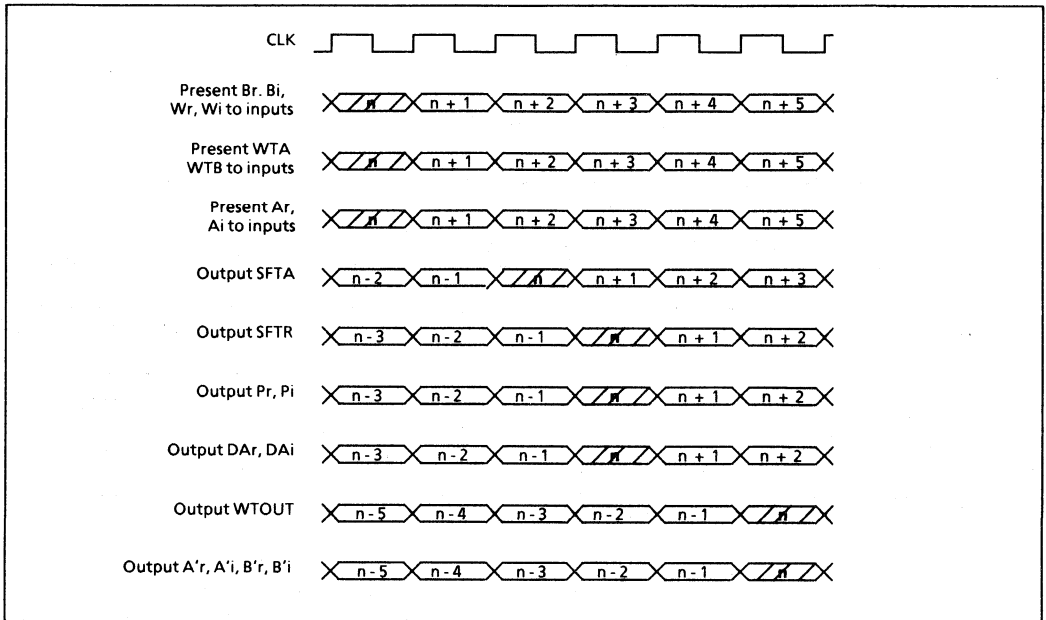 CLK
Present Br. Bi,
Wr, Wi to inputs
n n + 1 n + 2 n + 3 n + 4 n + 5
Present WTA
WTB to inputs
n n + 1 n + 2 n + 3 n + 4 n + 5
Present Ar,
Ai to inputs
n n + 1 n + 2 n + 3 n + 4 n + 5
Output SFTA n - 2 n - 1 n n + 1 n + 2 n + 3
Output SFTR n - 3 n - 2 n - 1 n n + 1 n + 2
Output Pr, Pi n - 3 n - 2 n - 1 n n + 1 n + 2
Output DAr, DAi n - 3 n - 2 n - 1 n n + 1 n + 2
Output WTOUT n - 5 n - 4 n - 3 n - 2 n - 1 n
Output A'r, A'i, B'r, B'i n - 5 n - 4 n - 3 n - 2 n - 1 n